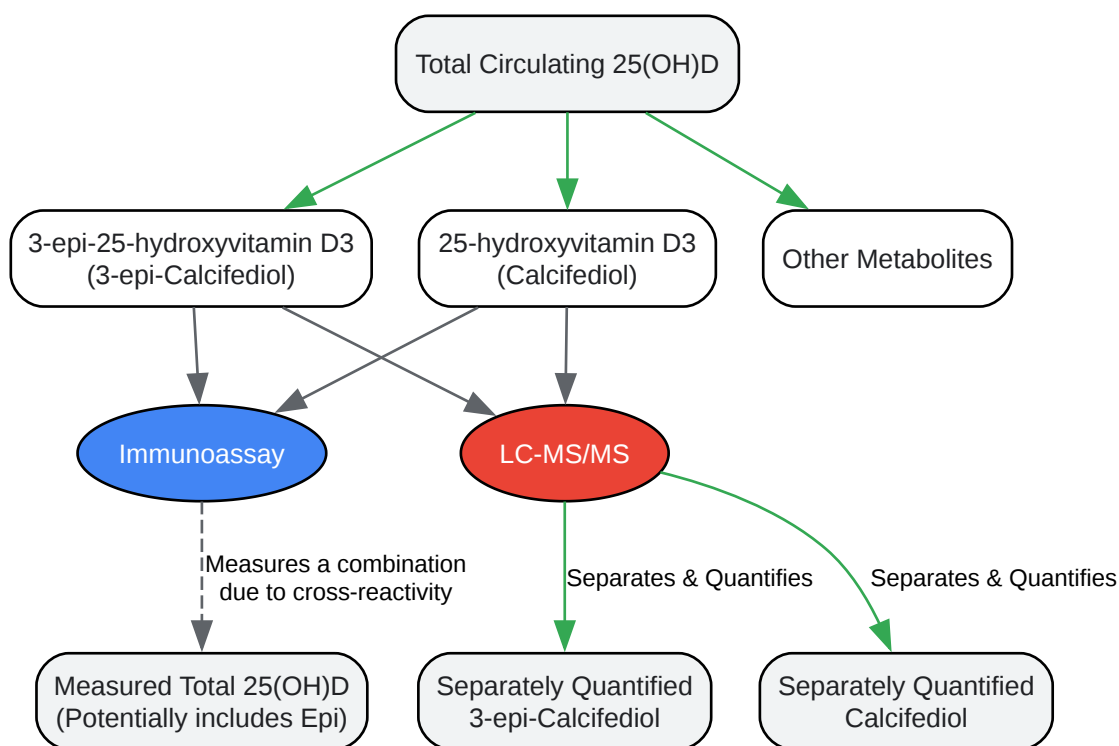 Total Circulating 25(OH)D
3-epi-25-hydroxyvitamin D3
(3-epi-Calcifediol)
25-hydroxyvitamin D3
(Calcifediol)
Other Metabolites
Immunoassay
LC-MS/MS
Measures a combination
due to cross-reactivity
Separates & Quantifies
Separates & Quantifies
Measured Total 25(OH)D
(Potentially includes Epi)
Separately Quantified
3-epi-Calcifediol
Separately Quantified
Calcifediol